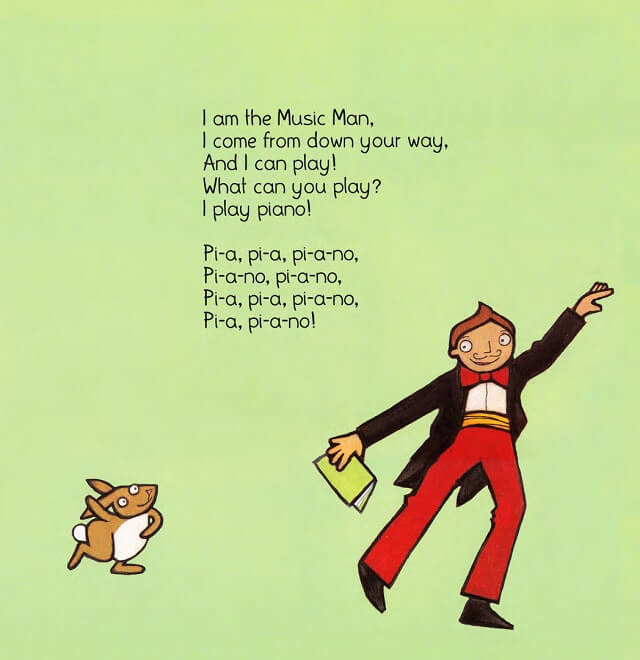 I am the Music Man,
I come from down your way,
And I can play!
What can you play?
I play piano!
Pi-a, pi-a, pi-a-no,
Pi-a-no, pi-a-no,
Pi-a, pi-a, pi-a-no,
Pi-a, pi-a-no!